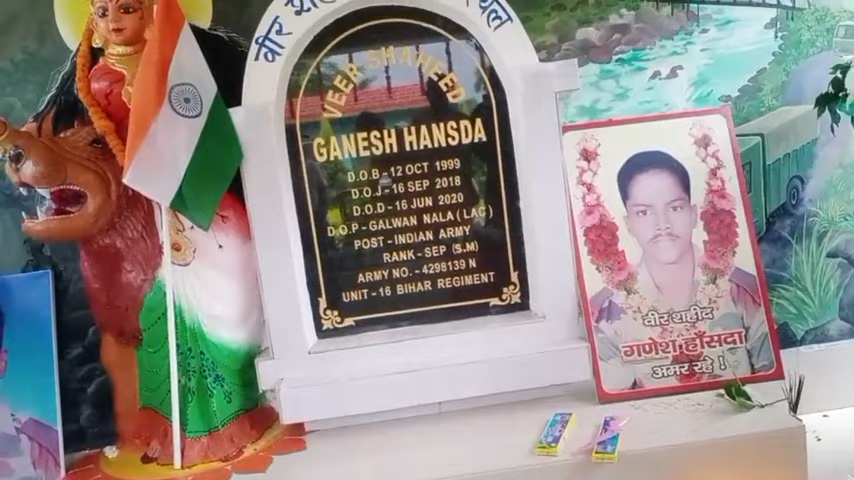 वीर
VEER SHAHEED
GANESH HANSDA
D.O.B - 12 OCT 1999
D.O.J - 16 SEP 2018
D.O.D - 16 JUN 2020
D.O.P - GALWAN NALA (LAC)
POST - INDIAN ARMY
RANK - SEP (S.M)
ARMY NO. - 4298139 N
UNIT - 16 BIHAR REGIMENT
वीर शहीद
गणेश हाँसदा
अमर रहे !